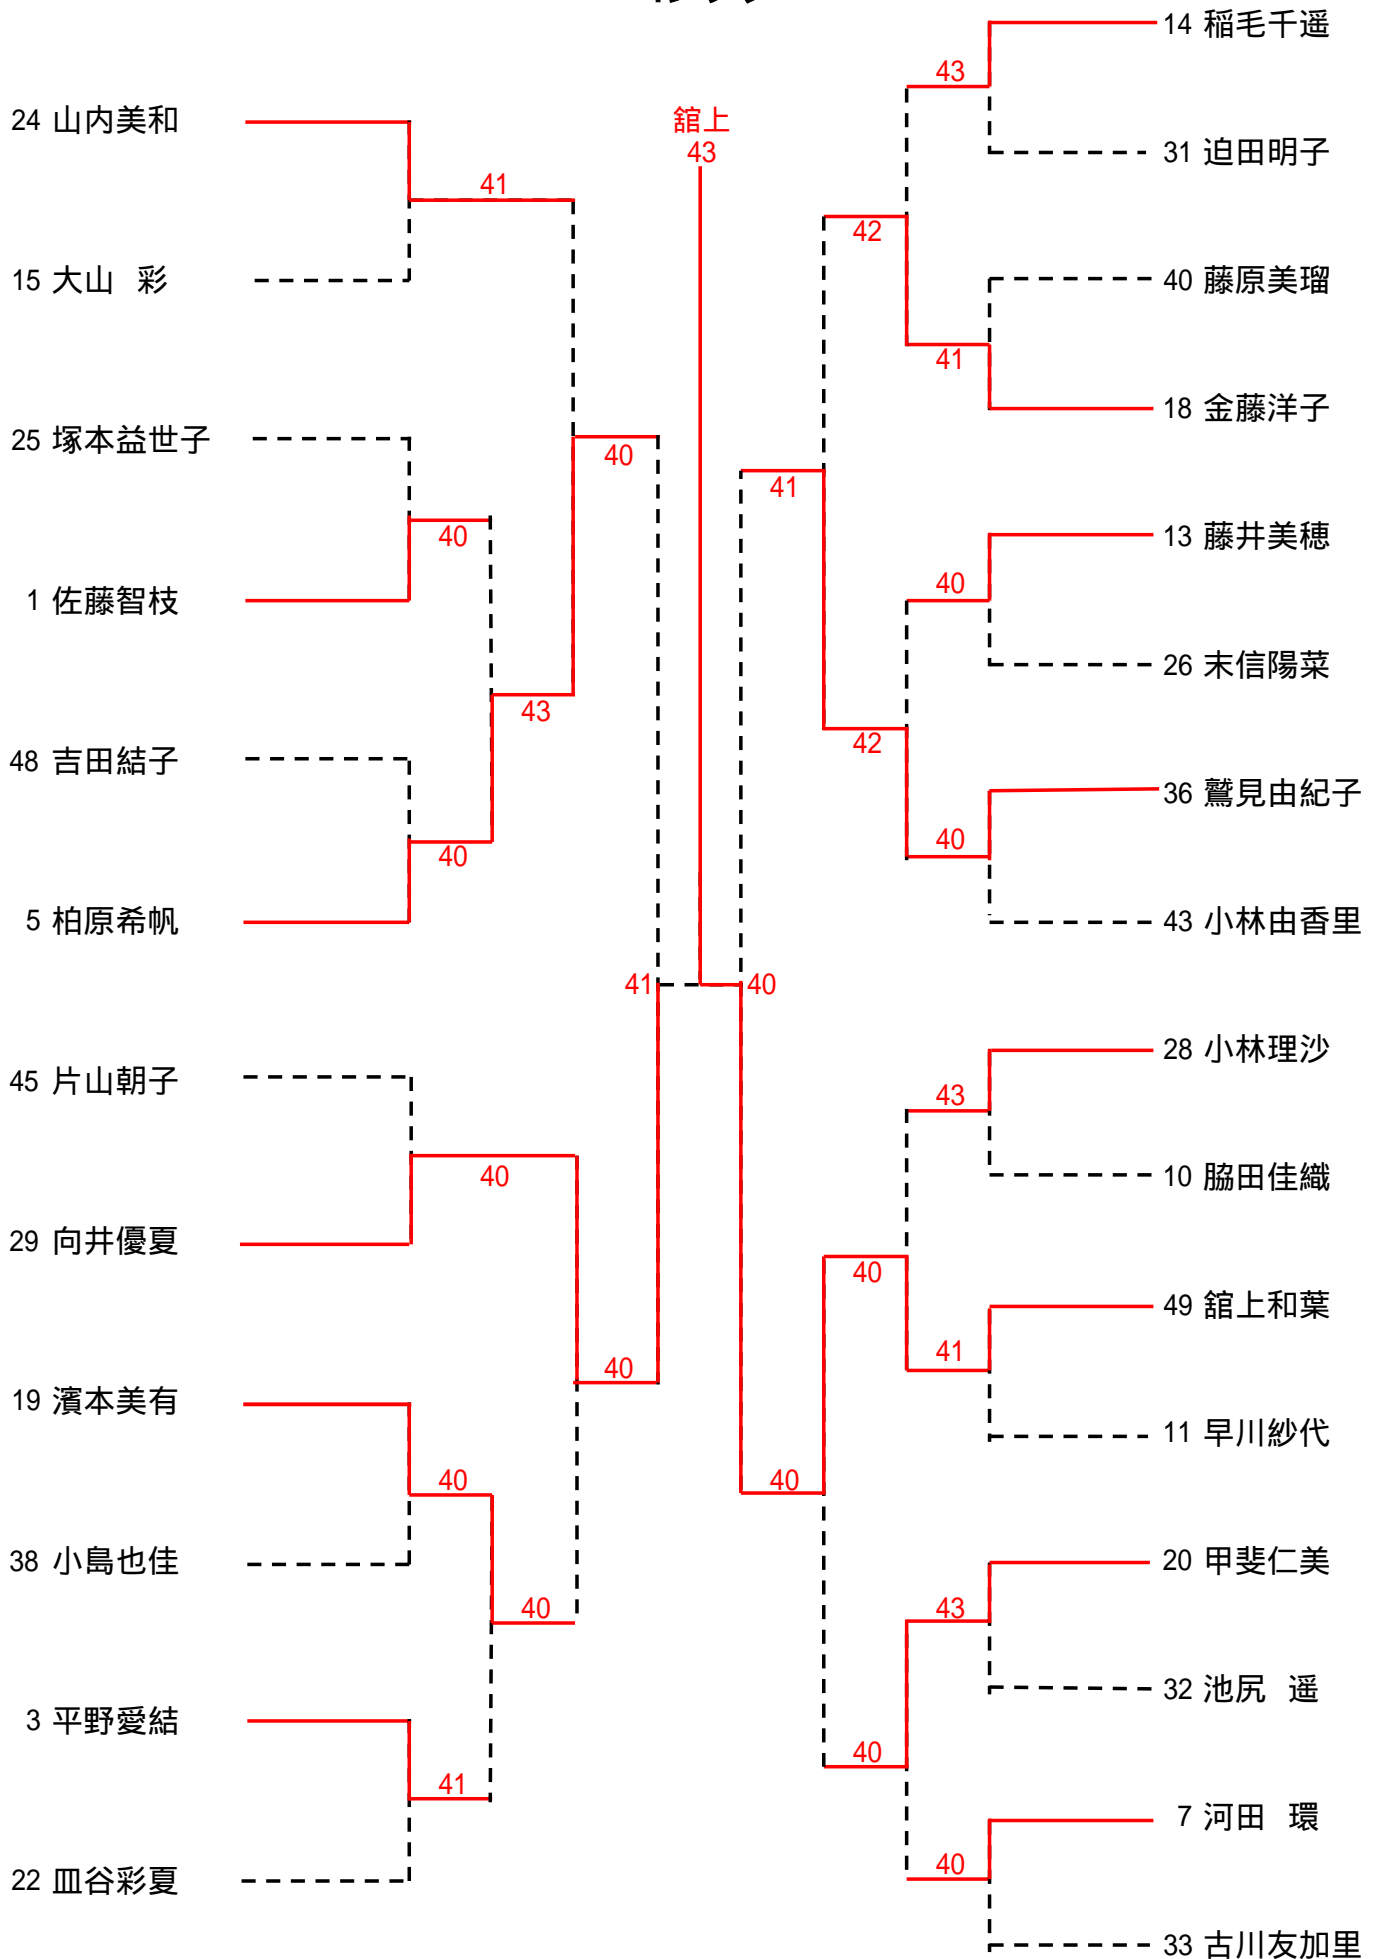 24 山内美和
41
15 大山 彩
25 塚本益世子
40
1 佐藤智枝
40
43
48 吉田結子
40
5 柏原希帆
41
45 片山朝子
40
29 向井優夏
40
19 濱本美有
40
38 小島也佳
40
3 平野愛結
41
22 皿谷彩夏
舘上
43
40
14 稲毛千遥
43
31 迫田明子
42
40 藤原美瑠
41
18 金藤洋子
41
13 藤井美穂
40
26 末信陽菜
42
36 鷲見由紀子
40
43 小林由香里
28 小林理沙
43
10 脇田佳織
40
49 舘上和葉
41
11 早川紗代
40
20 甲斐仁美
43
32 池尻 遥
40
7 河田 環
40
33 古川友加里